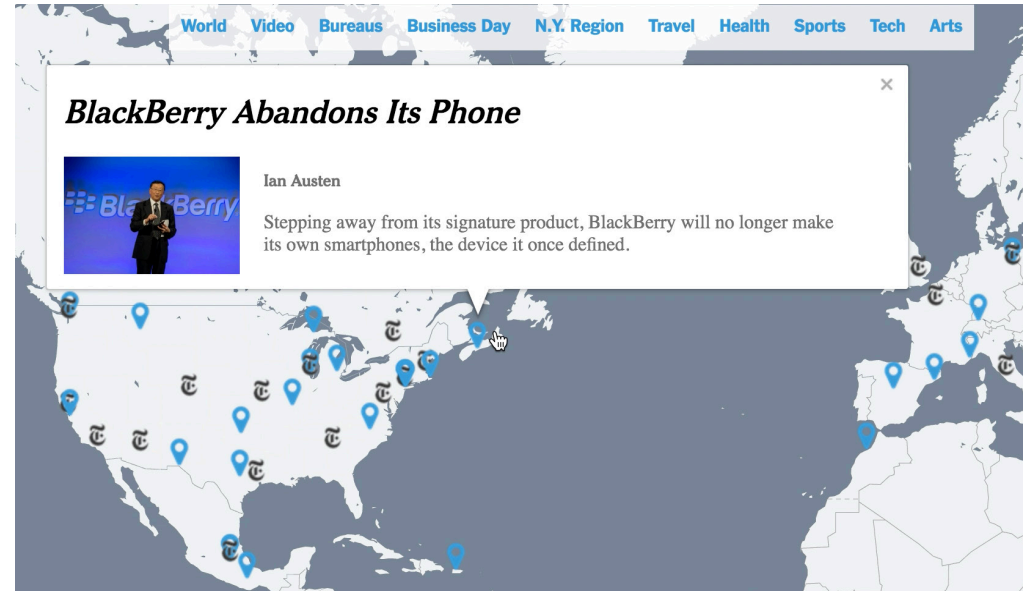 World Video Bureaus Business Day N.Y. Region Travel Health Sports Tech Arts
×
BlackBerry Abandons Its Phone
BlackBerry
Ian Austen
Stepping away from its signature product, BlackBerry will no longer make
its own smartphones, the device it once defined.